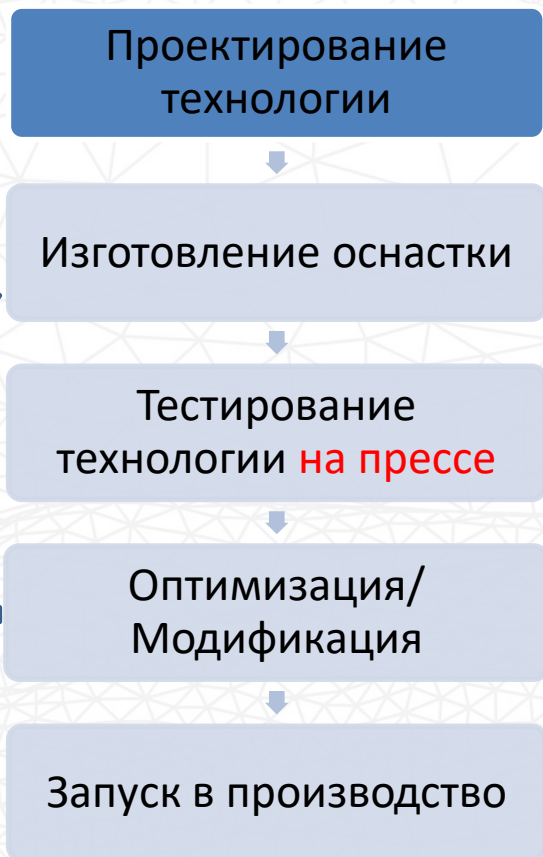 Проектирование
технологии
Изготовление оснастки
Тестирование
технологии на прессе
Оптимизация/
Модификация
Запуск в производство